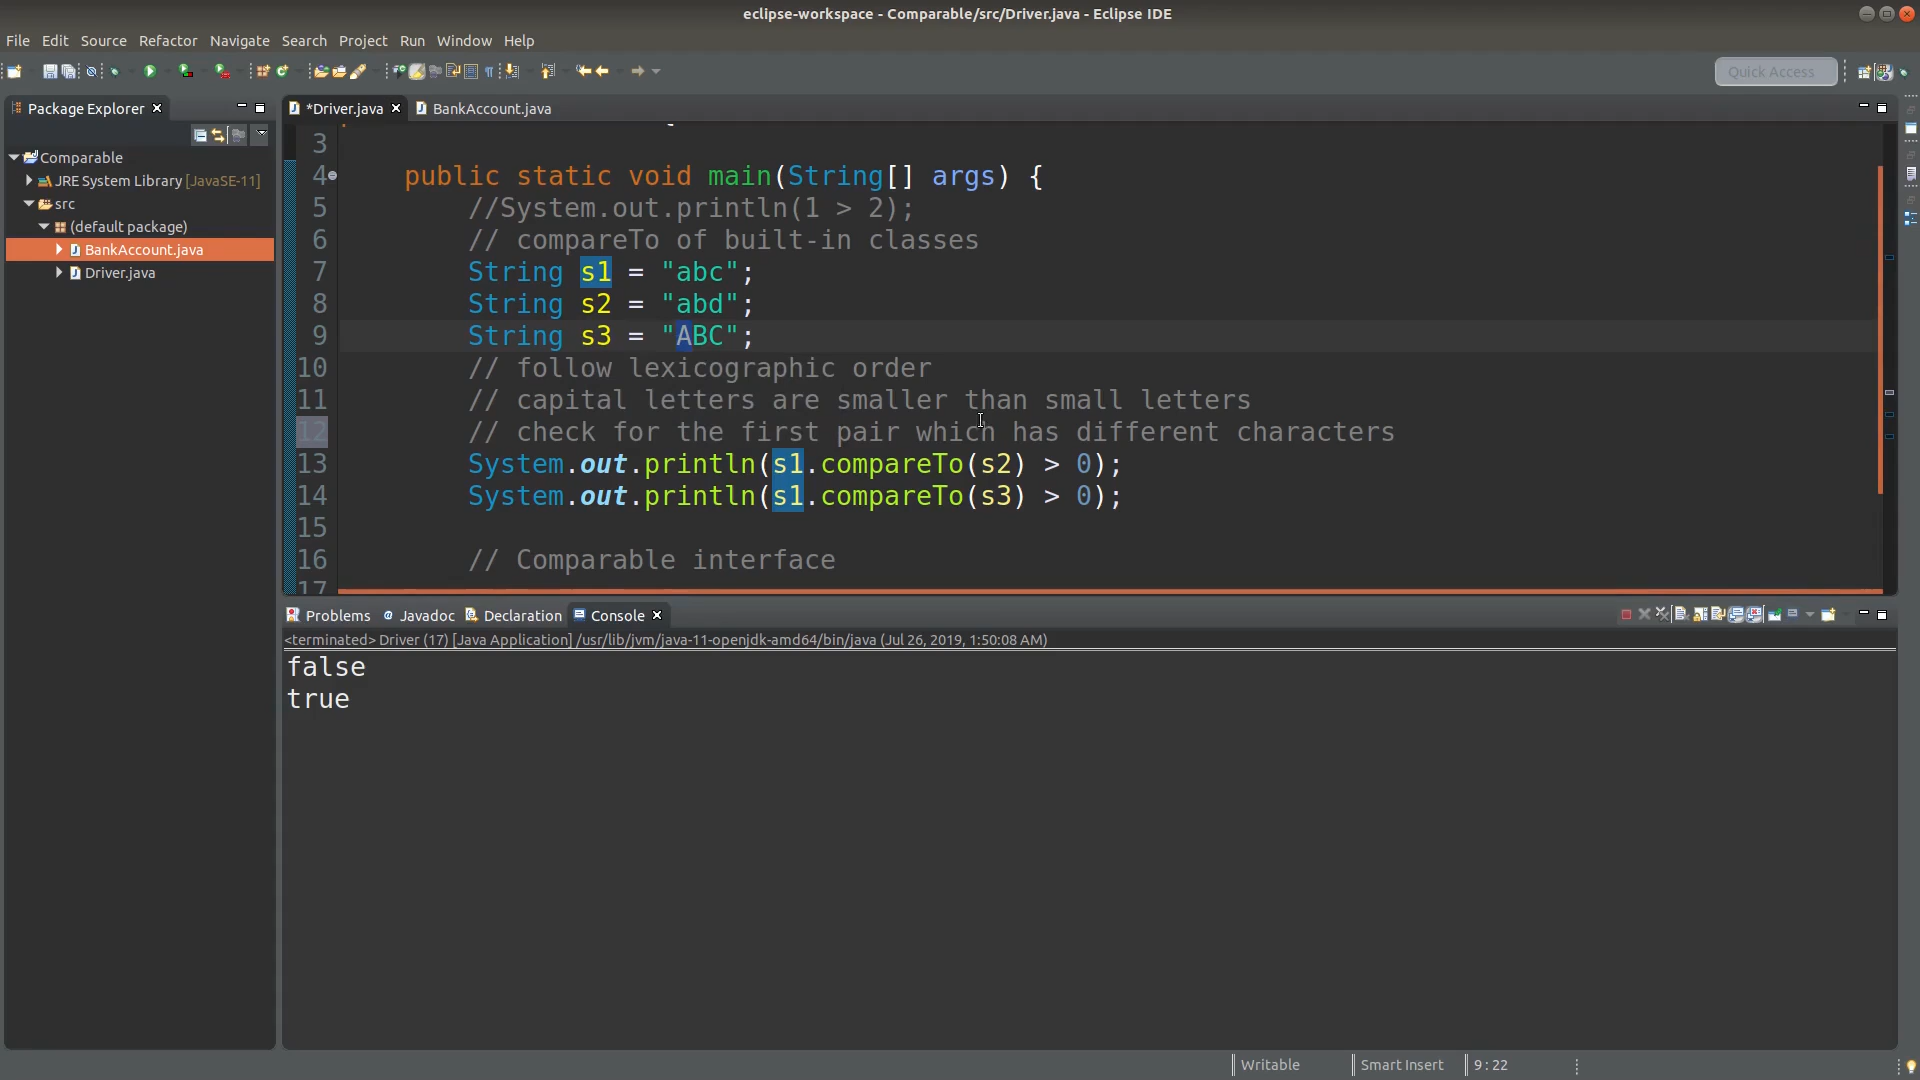 eclipse-workspace - Comparable/src/Driver.java - Eclipse IDE
File Edit Source Refactor Navigate Search Project Run Window Help
Quick Access
Package Explorer
Comparable
JRE System Library [JavaSE-11]
src
(default package)
BankAccount.java
Driver.java
*Driver.java BankAccount.java
3
4 public static void main(String[] args) {
5 //System.out.println(1 > 2);
6 // compareTo of built-in classes
7 String s1 = "abc";
8 String s2 = "abd";
9 String s3 = "ABC";
10 // follow lexicographic order
11 // capital letters are smaller than small letters
12 // check for the first pair which has different characters
13 System.out.println(s1.compareTo(s2) > 0);
14 System.out.println(s1.compareTo(s3) > 0);
15
16 // Comparable interface
17
Problems @ Javadoc Declaration Console
<terminated> Driver (17) [Java Application] /usr/lib/jvm/java-11-openjdk-amd64/bin/java (Jul 26, 2019, 1:50:08 AM)
false
true
Writable Smart Insert 9 : 22